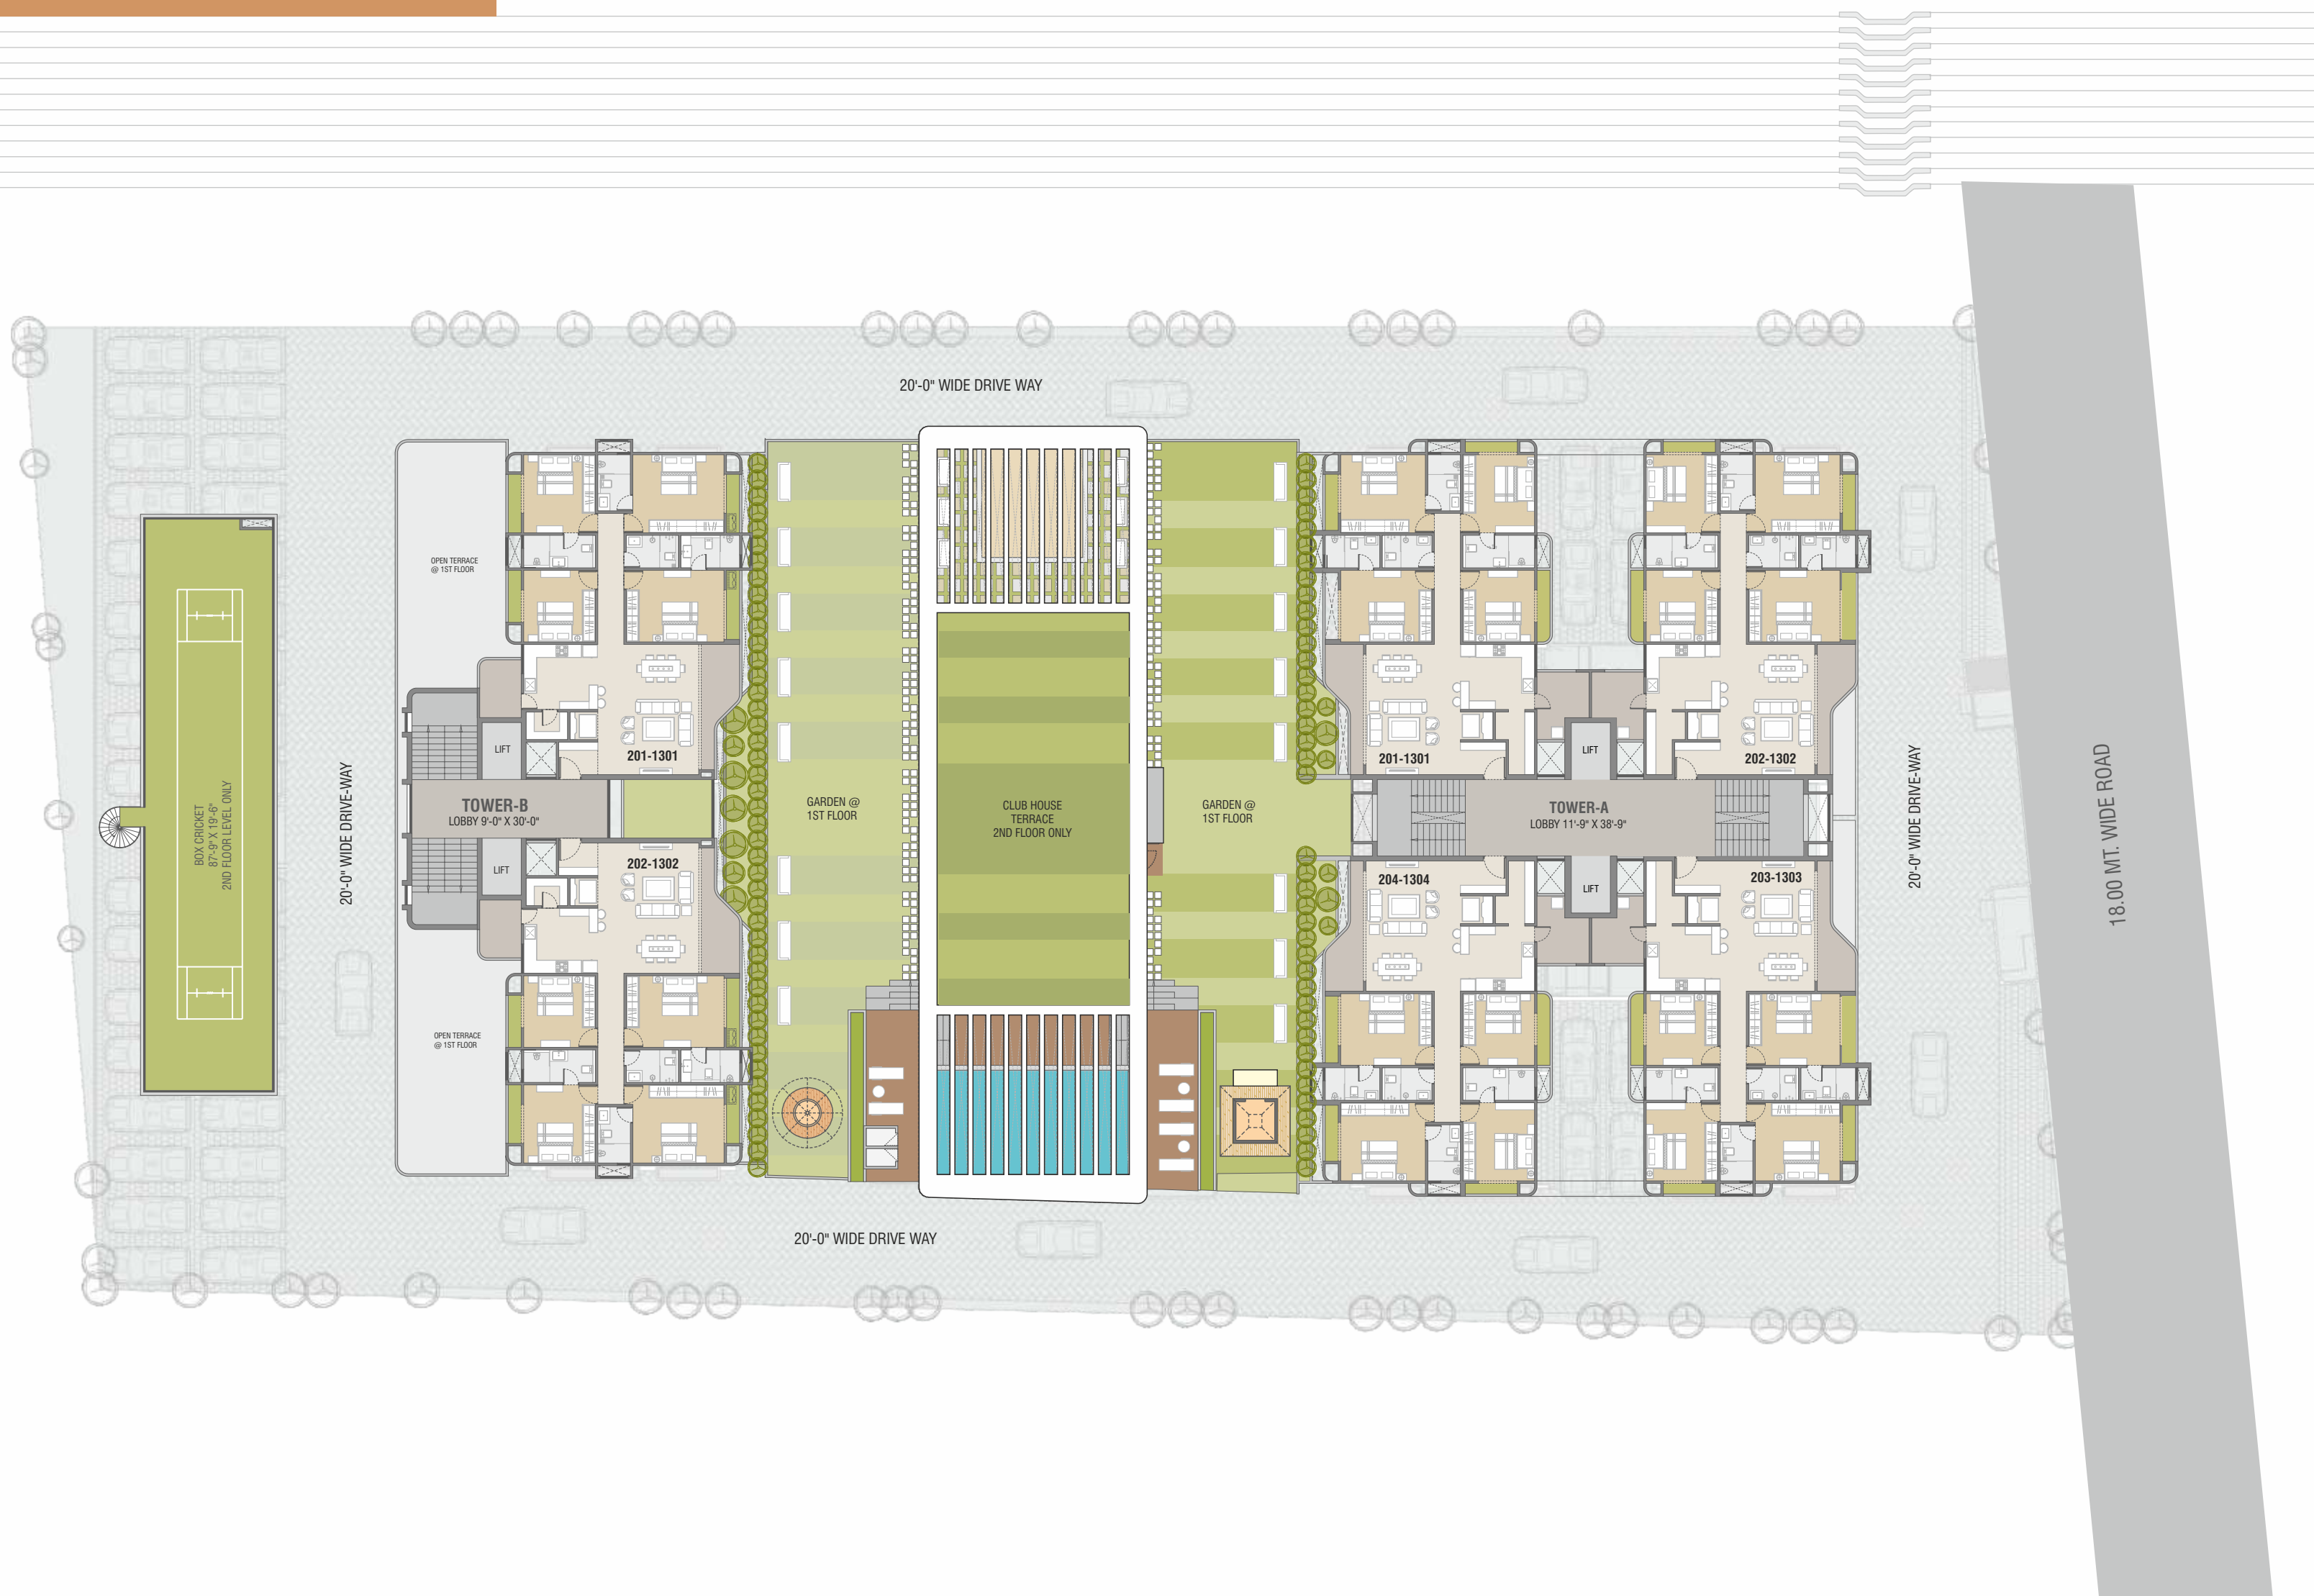 20'-0" WIDE DRIVE WAY
OPEN TERRACE
@ 1ST FLOOR
BOX CRICKET
87'-9" X 19'-6"
2ND FLOOR LEVEL ONLY
20'-0" WIDE DRIVE-WAY
LIFT
201-1301
TOWER-B
LOBBY 9'-0" X 30'-0"
LIFT
202-1302
OPEN TERRACE
@ 1ST FLOOR
GARDEN @
1ST FLOOR
CLUB HOUSE
TERRACE
2ND FLOOR ONLY
GARDEN @
1ST FLOOR
201-1301
LIFT
202-1302
TOWER-A
LOBBY 11'-9" X 38'-9"
204-1304
LIFT
203-1303
20'-0" WIDE DRIVE-WAY
18.00 MT. WIDE ROAD
20'-0" WIDE DRIVE WAY